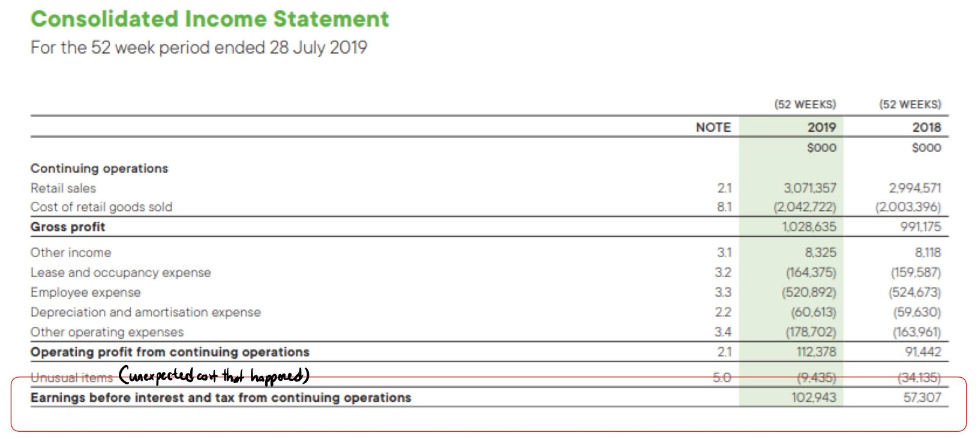 Consolidated Income Statement
For the 52 week period ended 28 July 2019
(52 WEEKS) (52 WEEKS)
NOTE 2019 2018
$000 $000
Continuing operations
Retail sales 2.1 3,071,357 2,994,571
Cost of retail goods sold 8.1 (2,042,722) (2,003,396)
Gross profit 1,028,635 991,175
Other income 3.1 8,325 8,118
Lease and occupancy expense 3.2 (164,375) (159,587)
Employee expense 3.3 (520,892) (524,673)
Depreciation and amortisation expense 2.2 (60,613) (59,630)
Other operating expenses 3.4 (178,702) (163,961)
Operating profit from continuing operations 2.1 112,378 91,442
Unusual items (unexpected cost that happened) 5.0 (9,435) (34,135)
Earnings before interest and tax from continuing operations 102,943 57,307